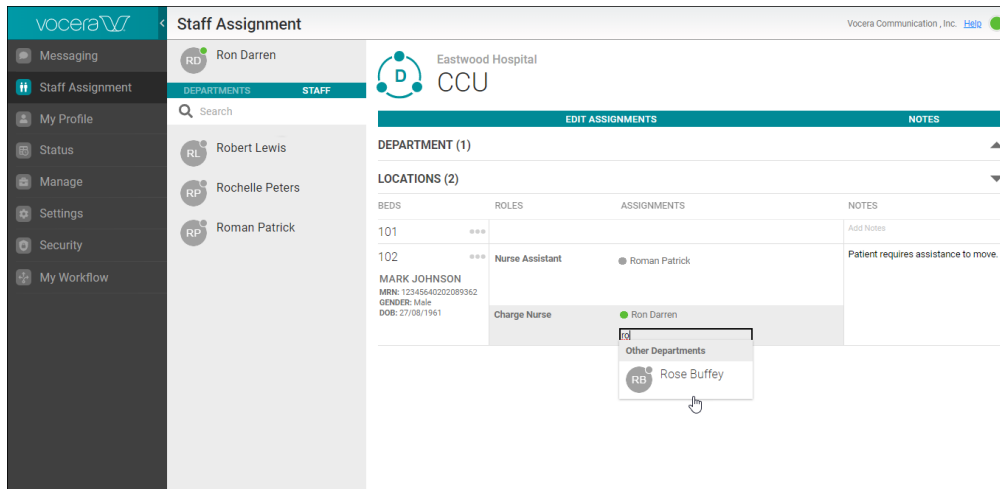 vocera
Staff Assignment
Vocera Communication , Inc. Help
Messaging
Staff Assignment
My Profile
Status
Manage
Settings
Security
My Workflow
RD Ron Darren
DEPARTMENTS STAFF
Search
RL Robert Lewis
RP Rochelle Peters
RP Roman Patrick
D
Eastwood Hospital
CCU
EDIT ASSIGNMENTS NOTES
DEPARTMENT (1)
LOCATIONS (2)
BEDS ROLES ASSIGNMENTS NOTES
101 Add Notes
102 Nurse Assistant Roman Patrick Patient requires assistance to move.
MARK JOHNSON
MRN: 12345640202089362
GENDER: Male
DOB: 27/08/1961 Charge Nurse Ron Darren
ro
Other Departments
RB Rose Buffey